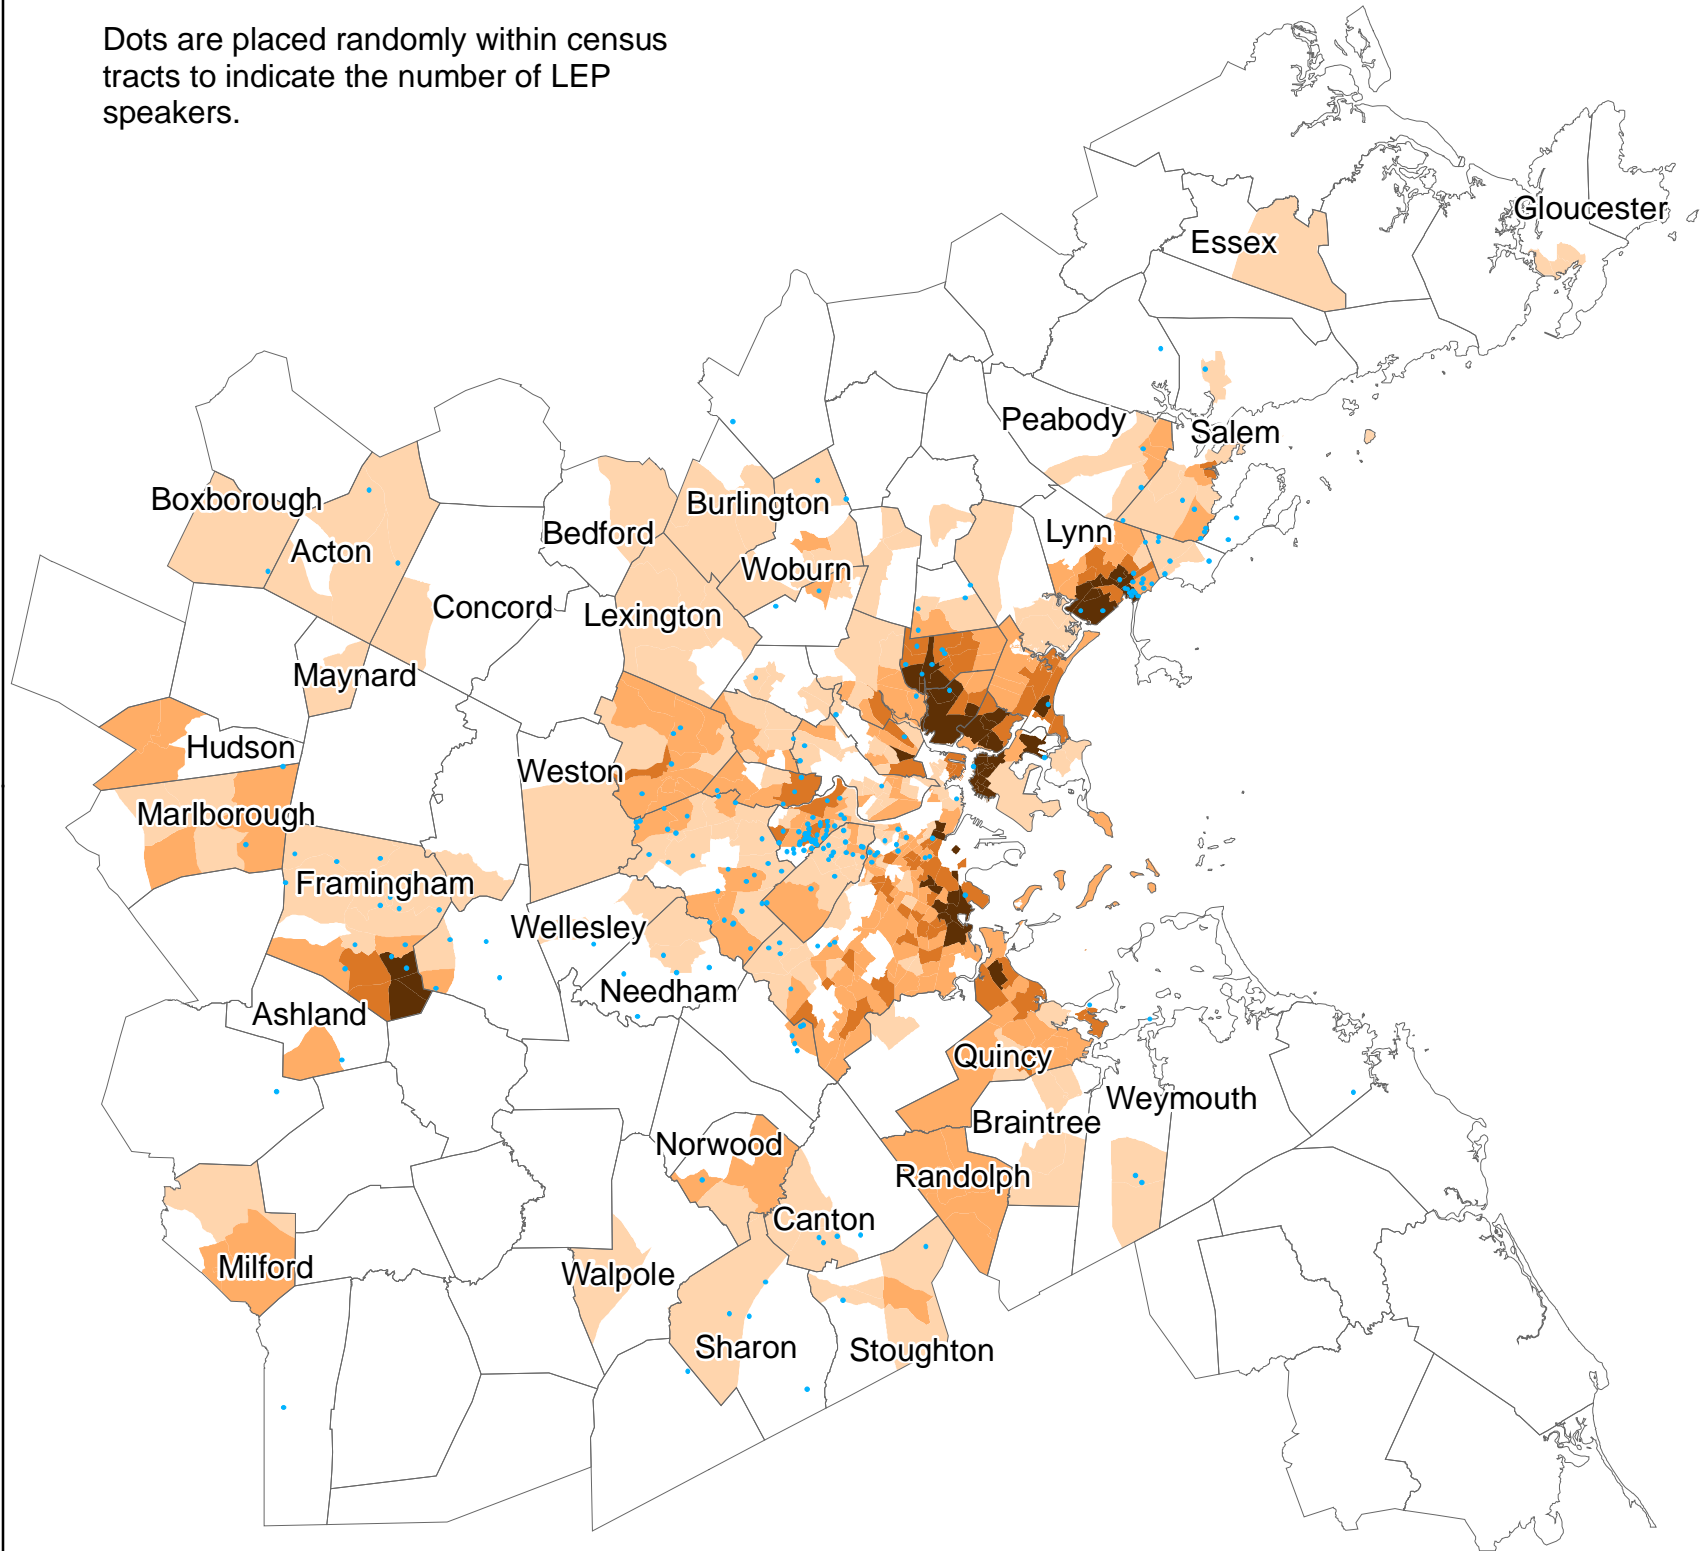 Dots are placed randomly within census
tracts to indicate the number of LEP
speakers.
Gloucester
Essex
Peabody
Salem
Boxborough
Burlington
Bedford
Lynn
Acton
Woburn
Concord
Lexington
Maynard
Hudson
Weston
Marlborough
Framingham
Wellesley
Needham
Ashland
Quincy
Weymouth
Braintree
Norwood
Randolph
Canton
Milford
Walpole
Sharon
Stoughton